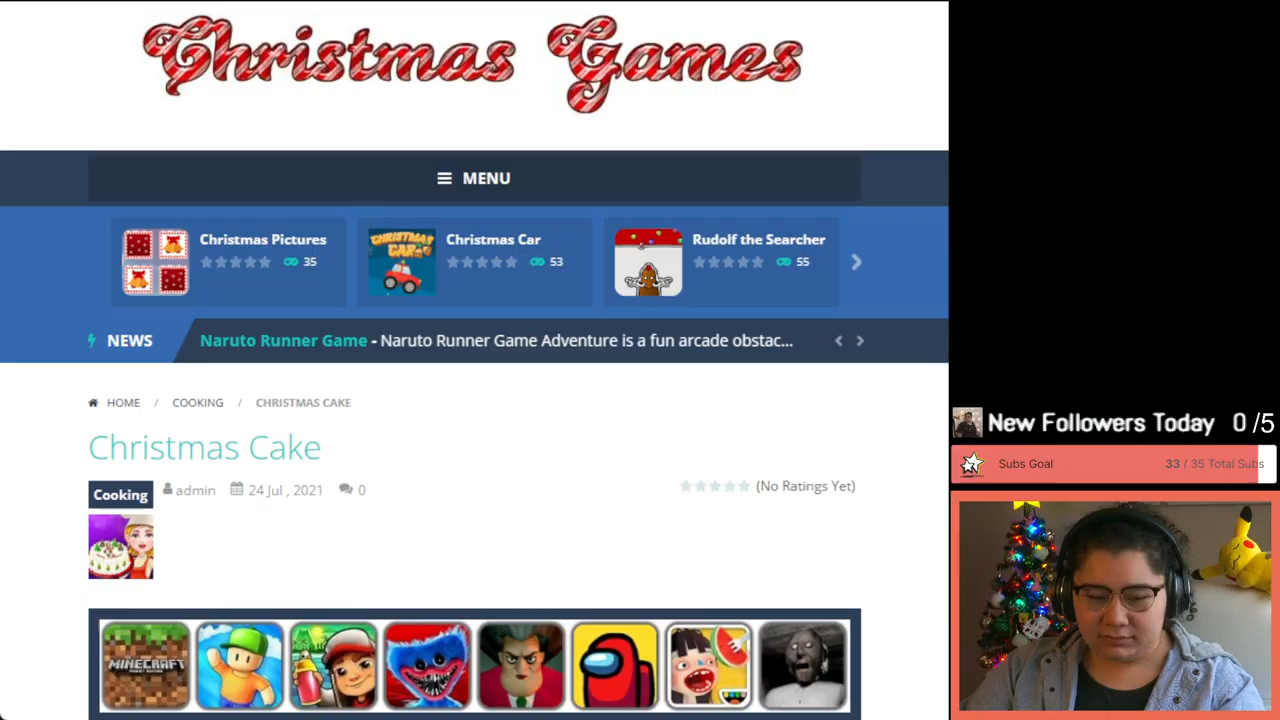 Christmas Games
MENU
Christmas Pictures
35
Christmas Car
53
Rudolf the Searcher
55
CHRISTMAS
CAR
NEWS
Naruto Runner Game - Naruto Runner Game Adventure is a fun arcade obstac...
HOME / COOKING / CHRISTMAS CAKE
Christmas Cake
Cooking
admin
24 Jul , 2021
0
(No Ratings Yet)
MINECRAFT
New Followers Today 0 /5
Subs Goal 33 / 35 Total Subs